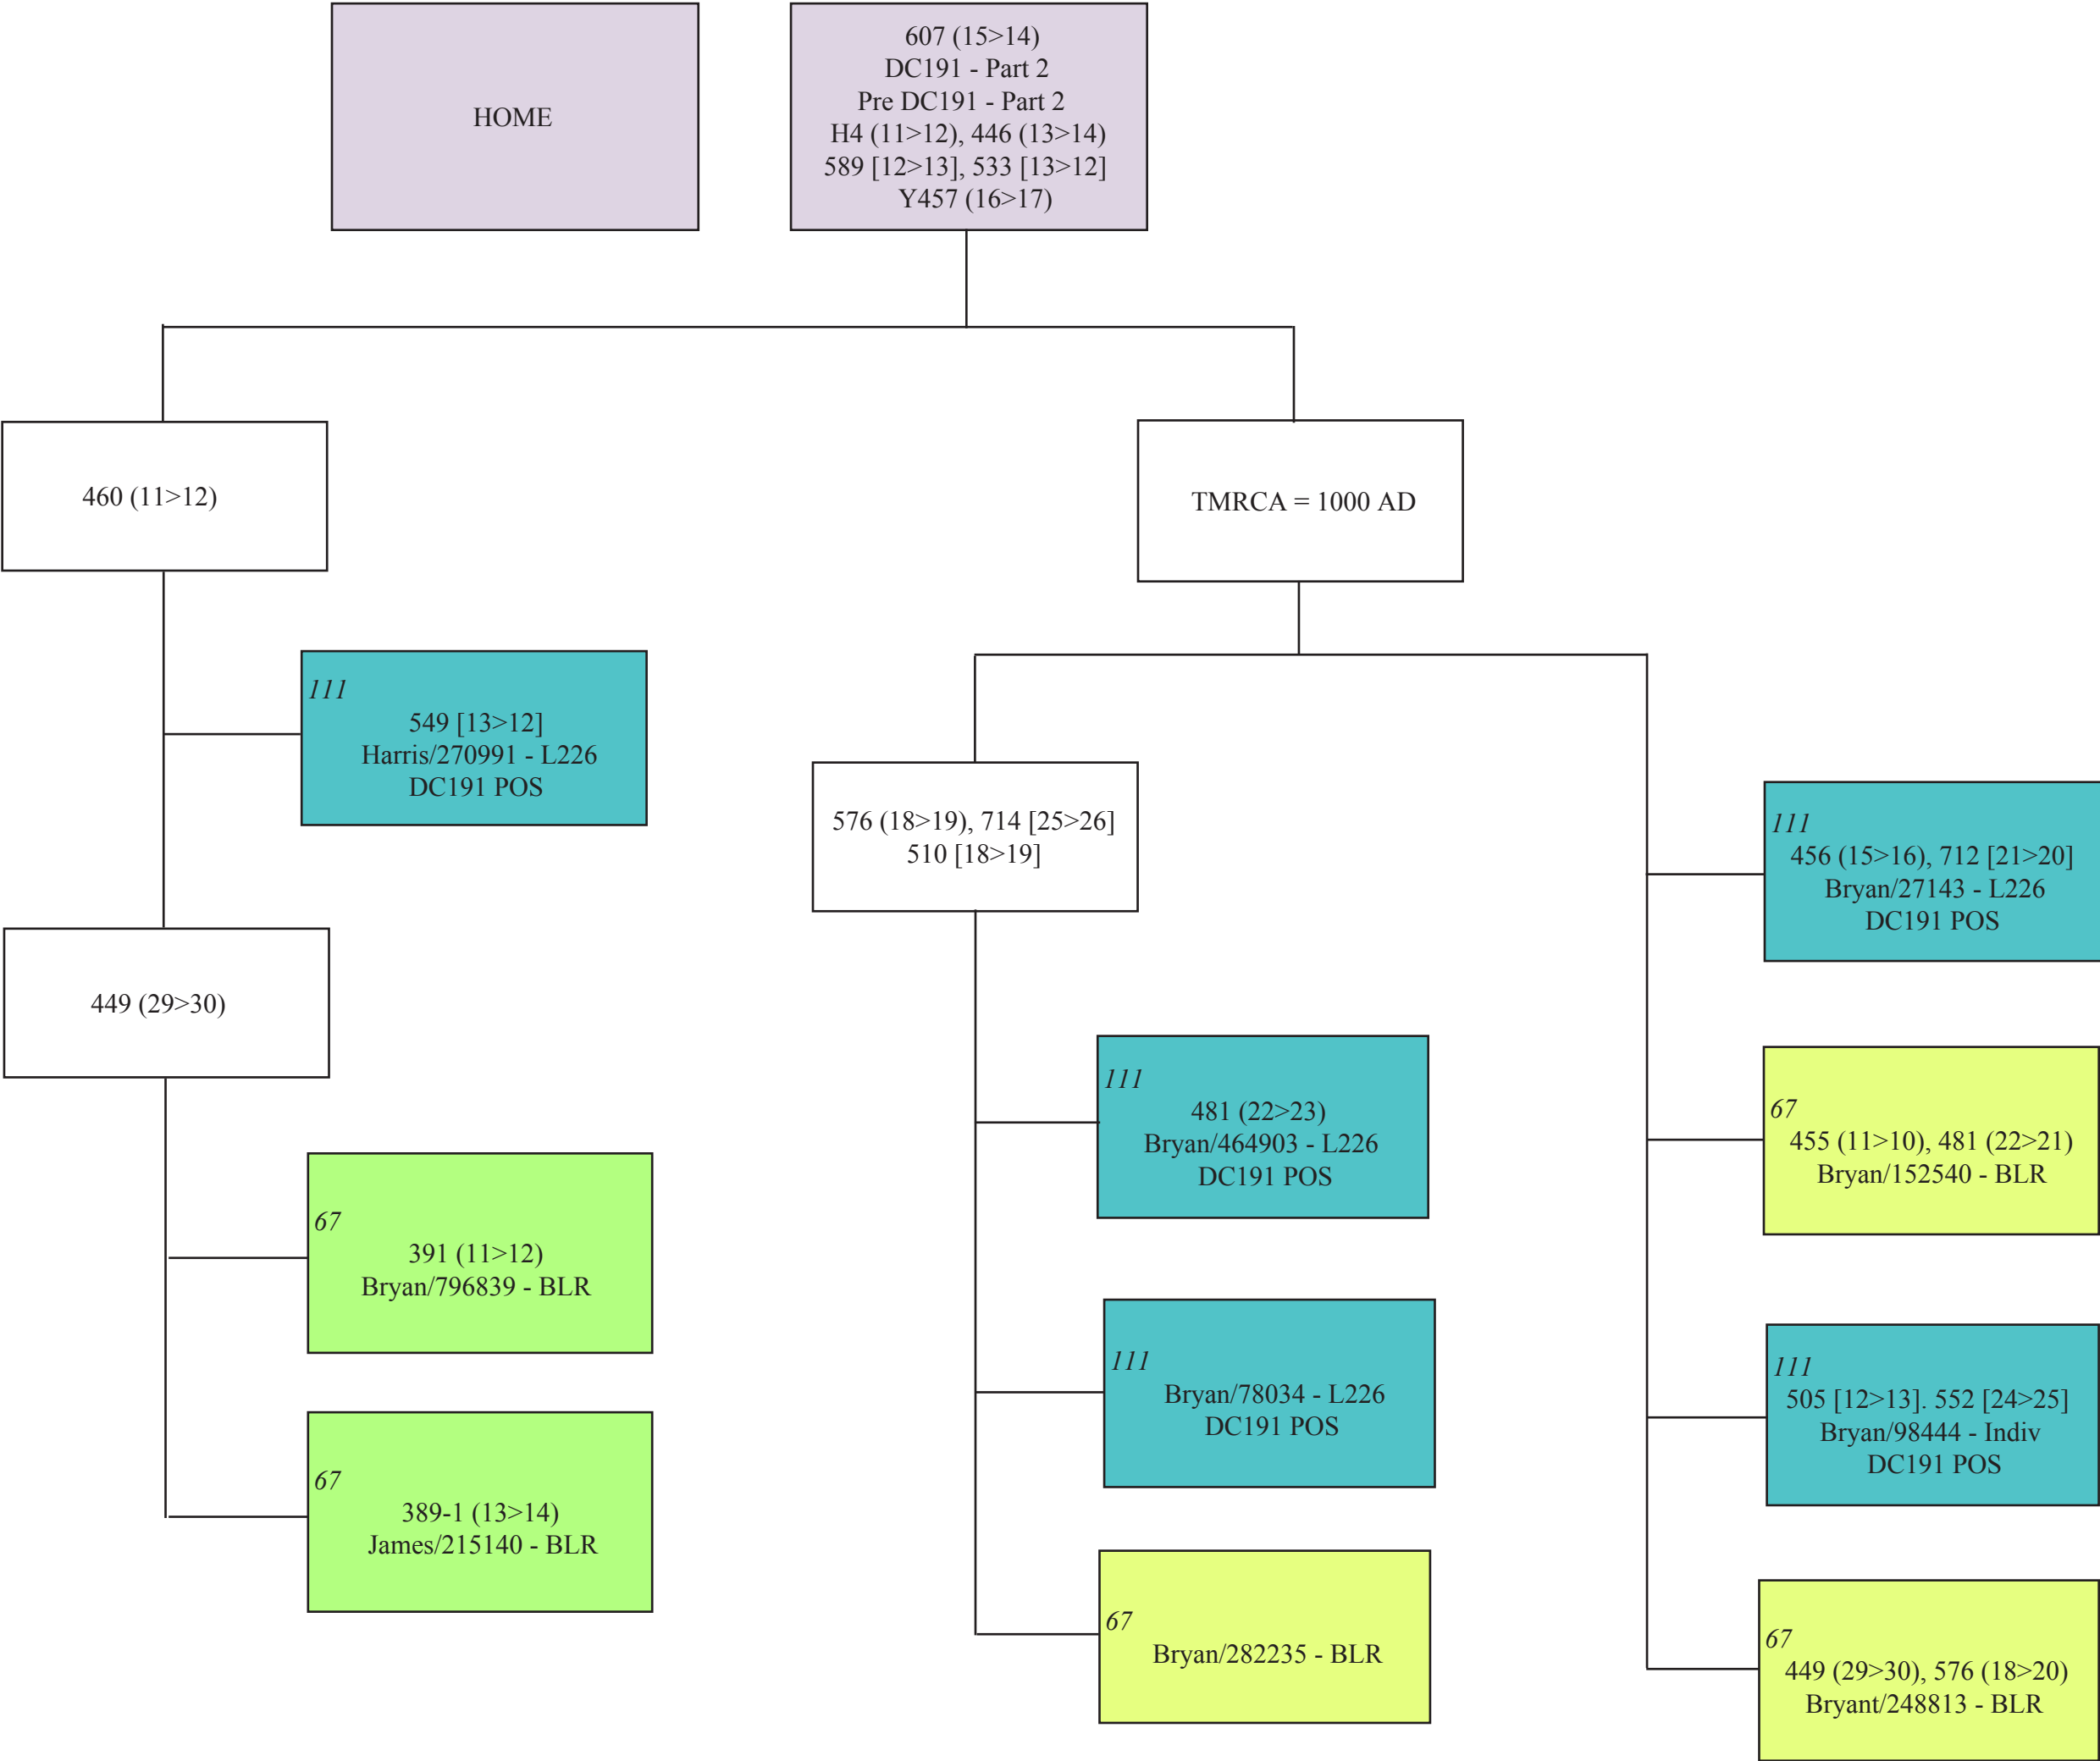 HOME
607 (15>14)
DC191 - Part 2
Pre DC191 - Part 2
H4 (11>12), 446 (13>14)
589 [12>13], 533 [13>12]
Y457 (16>17)
460 (11>12)
TMRCA = 1000 AD
111
549 [13>12]
Harris/270991 - L226
DC191 POS
449 (29>30)
67
391 (11>12)
Bryan/796839 - BLR
67
389-1 (13>14)
James/215140 - BLR
576 (18>19), 714 [25>26]
510 [18>19]
111
481 (22>23)
Bryan/464903 - L226
DC191 POS
111
Bryan/78034 - L226
DC191 POS
67
Bryan/282235 - BLR
111
456 (15>16), 712 [21>20]
Bryan/27143 - L226
DC191 POS
67
455 (11>10), 481 (22>21)
Bryan/152540 - BLR
111
505 [12>13]. 552 [24>25]
Bryan/98444 - Indiv
DC191 POS
67
449 (29>30), 576 (18>20)
Bryant/248813 - BLR